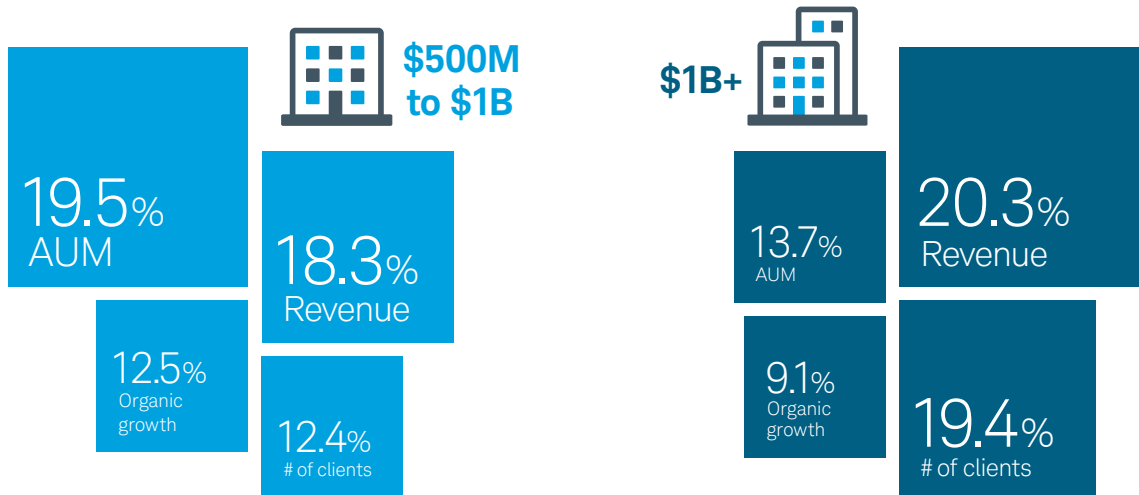 $500M
to $1B
19.5%
AUM
18.3%
Revenue
12.5%
Organic
growth
12.4%
# of clients
$1B+
13.7%
AUM
20.3%
Revenue
9.1%
Organic
growth
19.4%
# of clients